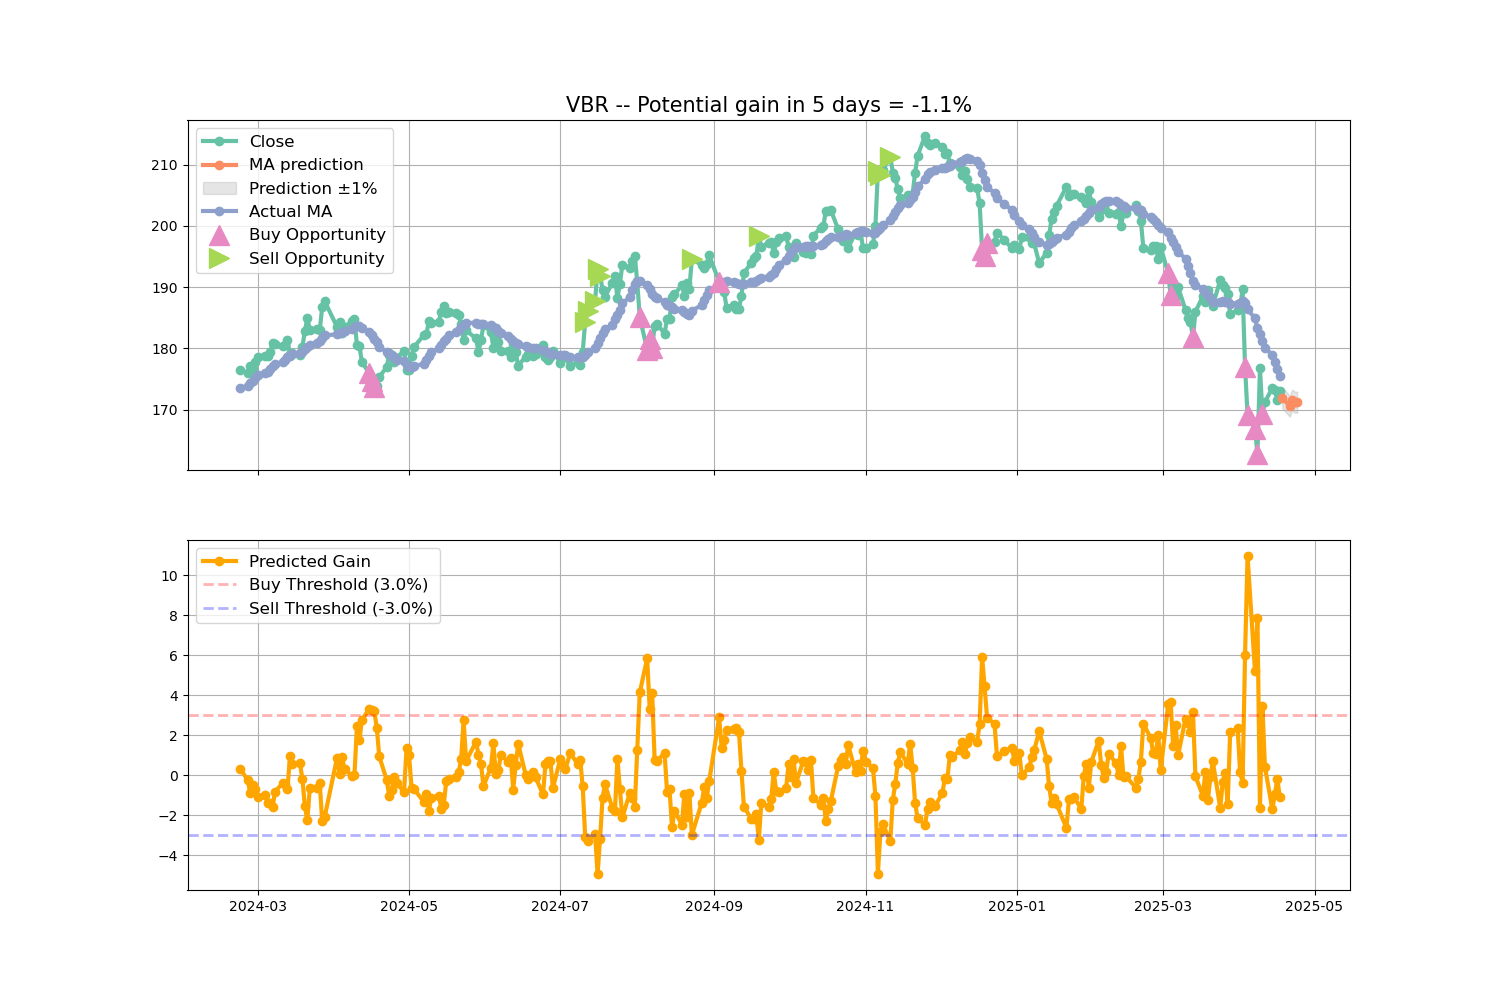 VBR -- Potential gain in 5 days = -1.1%
Close
MA prediction
Prediction ±1%
Actual MA
Buy Opportunity
Sell Opportunity
210
200
190
180
170
Predicted Gain
Buy Threshold (3.0%)
Sell Threshold (-3.0%)
10
8
6
4
2
0
−2
−4
2024-03 2024-05 2024-07 2024-09 2024-11 2025-01 2025-03 2025-05